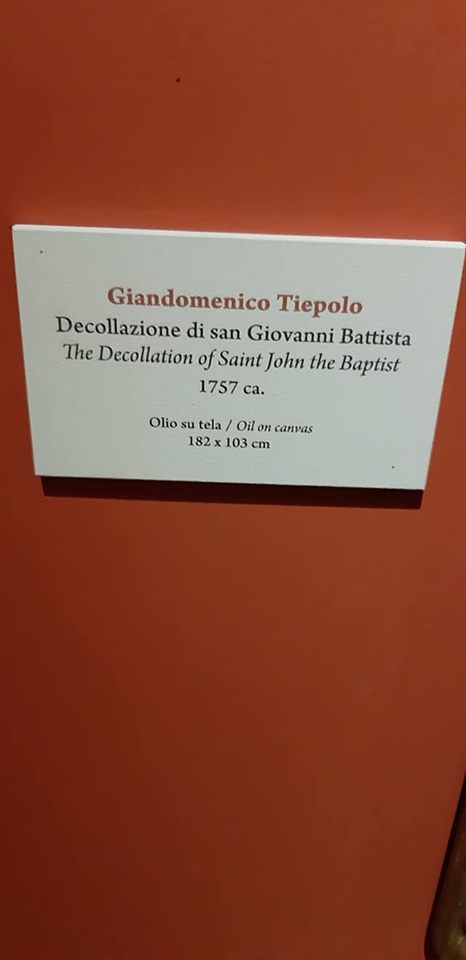 Giandomenico Tiepolo
Decollazione di san Giovanni Battista
The Decollation of Saint John the Baptist
1757 ca.
Olio su tela / Oil on canvas
182 x 103 cm